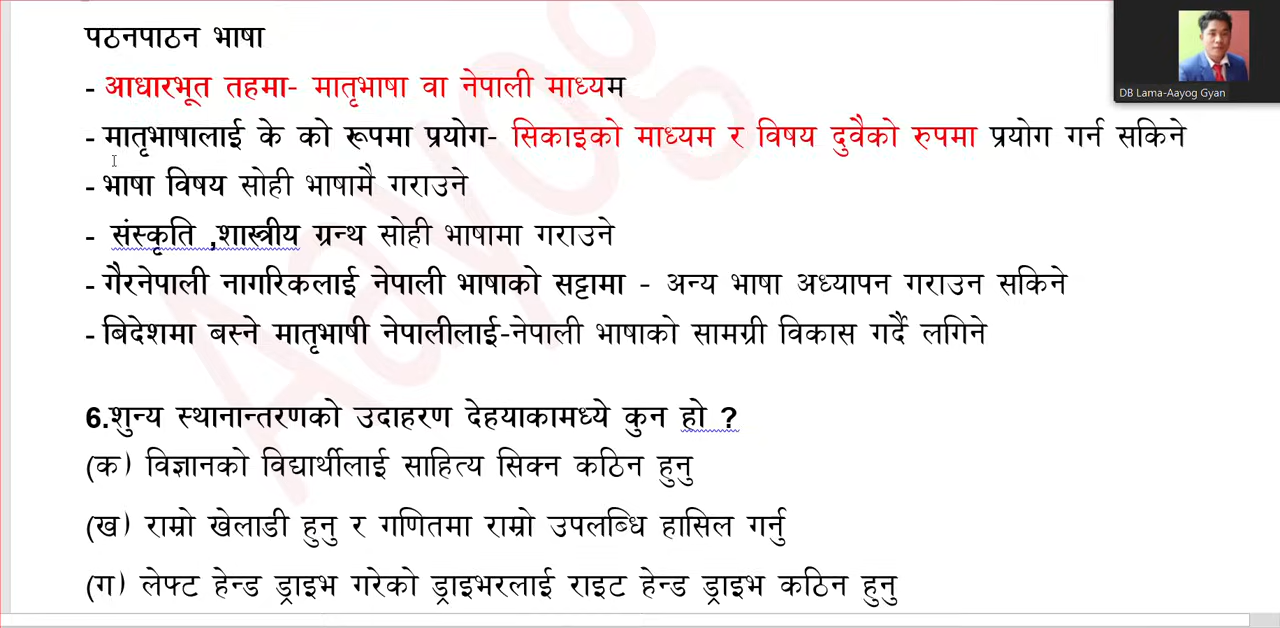 पठनपाठन भाषा
DB Lama-Aayog Gyan
- आधारभूत तहमा- मातृभाषा वा नेपाली माध्यम
- मातृभाषालाई के को रूपमा प्रयोग- सिकाइको माध्यम र विषय दुवैको रुपमा प्रयोग गर्न सकिने
- भाषा विषय सोही भाषामै गराउने
- संस्कृति ,शास्त्रीय ग्रन्थ सोही भाषामा गराउने
- गैरनेपाली नागरिकलाई नेपाली भाषाको सट्टामा - अन्य भाषा अध्यापन गराउन सकिने
- बिदेशमा बस्ने मातृभाषी नेपालीलाई-नेपाली भाषाको सामग्री विकास गर्दै लगिने
6.शुन्य स्थानान्तरणको उदाहरण देहयाकामध्ये कुन हो ?
(क) विज्ञानको विद्यार्थीलाई साहित्य सिक्न कठिन हुनु
(ख) राम्रो खेलाडी हुनु र गणितमा राम्रो उपलब्धि हासिल गर्नु
(ग) लेफ्ट हेन्ड ड्राइभ गरेको ड्राइभरलाई राइट हेन्ड ड्राइभ कठिन हुनु